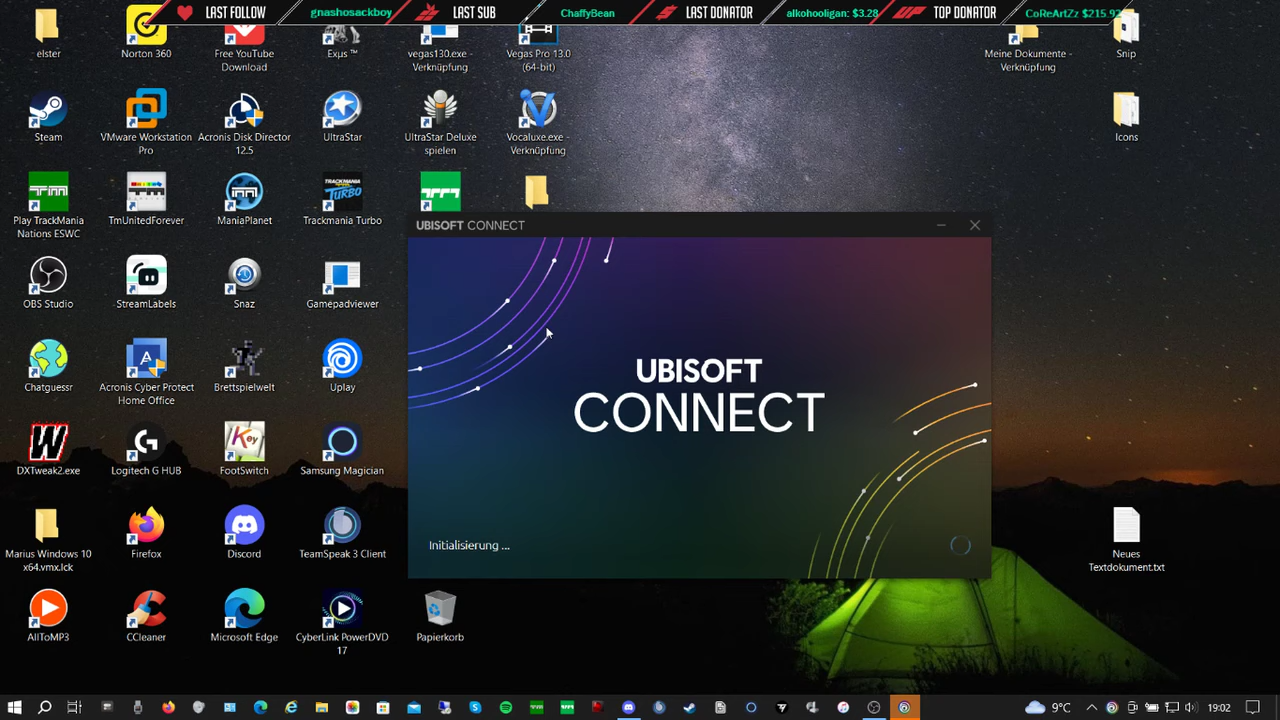 LAST FOLLOW
gnashosackboy
LAST SUB
ChaffyBean
LAST DONATOR
alkohooligan: $3.28
TOP DONATOR
CoReArtZz $215.92
elster
Norton 360
Free YouTube
Download
Exjus ™
vegas130.exe -
Verknüpfung
Vegas Pro 13.0
(64-bit)
Meine Dokumente -
Verknüpfung
Snip
Steam
VMware Workstation
Pro
Acronis Disk Director
12.5
UltraStar
UltraStar Deluxe
spielen
Vocaluxe.exe -
Verknüpfung
Icons
Play TrackMania
Nations ESWC
TmUnitedForever
ManiaPlanet
Trackmania Turbo
UBISOFT CONNECT
OBS Studio
StreamLabels
Snaz
Gamepadviewer
UBISOFT
CONNECT
Chatguessr
Acronis Cyber Protect
Home Office
Brettspielwelt
Uplay
DXTweak2.exe
Logitech G HUB
FootSwitch
Samsung Magician
Initialisierung ...
Marius Windows 10
x64.vmx.lck
Firefox
Discord
TeamSpeak 3 Client
Neues
Textdokument.txt
AllToMP3
CCleaner
Microsoft Edge
CyberLink PowerDVD
17
Papierkorb
9°C
19:02